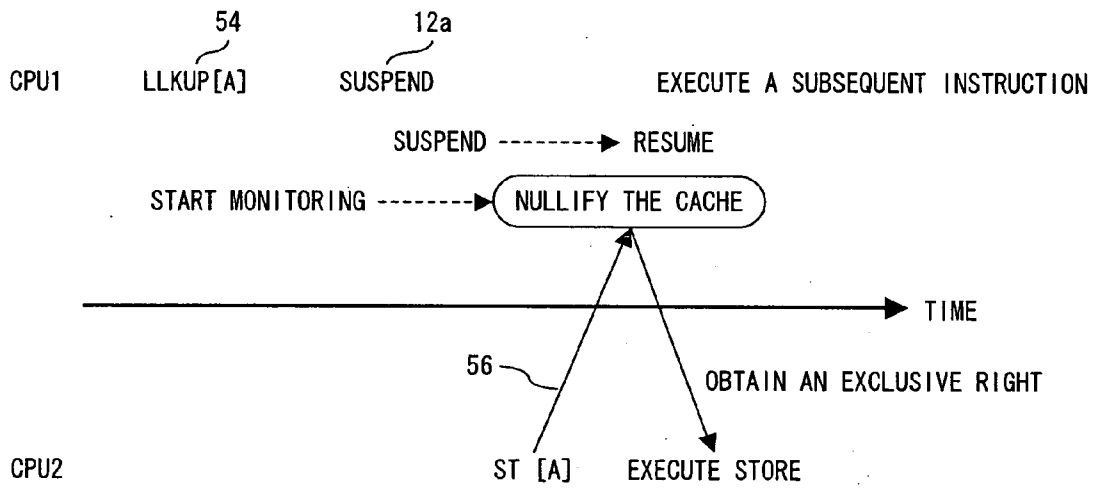 54 12a
CPU1 LLKUP[A] SUSPEND EXECUTE A SUBSEQUENT INSTRUCTION
SUSPEND RESUME
START MONITORING NULLIFY THE CACHE
TIME
56
OBTAIN AN EXCLUSIVE RIGHT
CPU2 ST [A] EXECUTE STORE